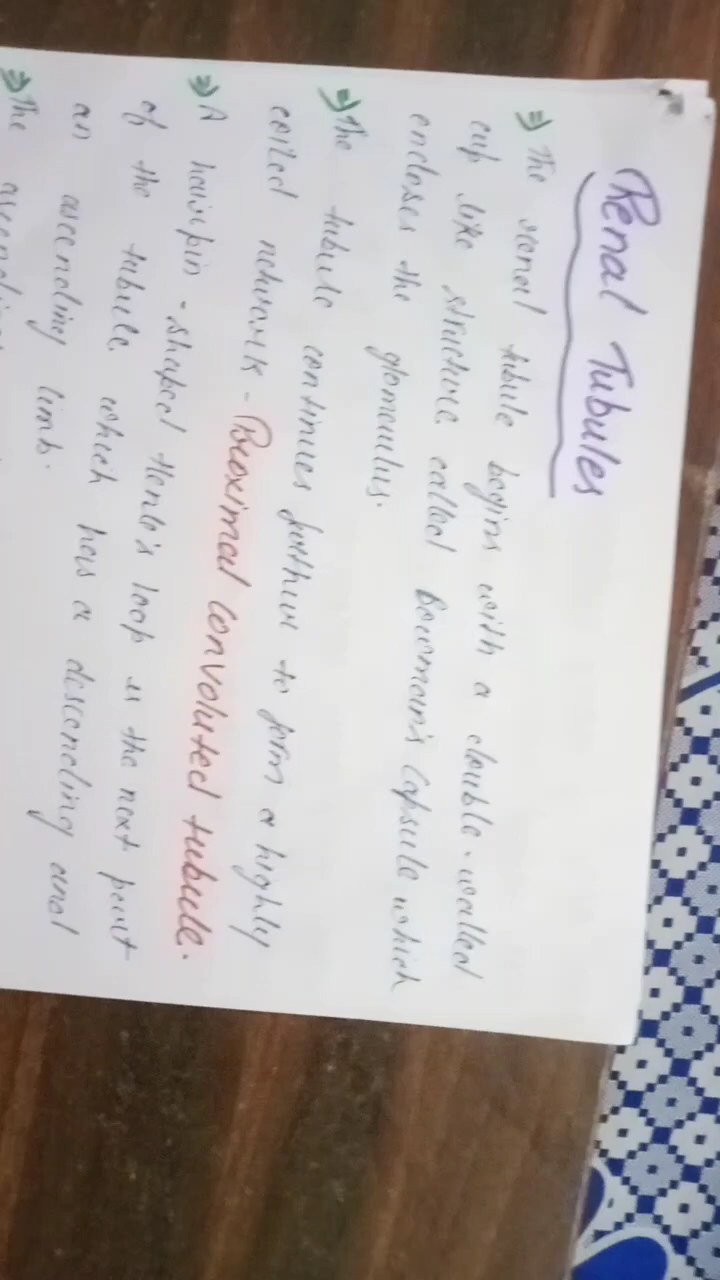 Renal Tubules
⇒ The renal tubule begins with a double-walled
cup like structure called Bowman's Capsule which
encloses the glomerulus.
⇒ The tubule continues further to form a highly
coiled network - Proximal convoluted tubule.
⇒ A hairpin-shaped Henle's loop is the next part
of the tubule which has a descending and
an ascending limb.
⇒ The ascending